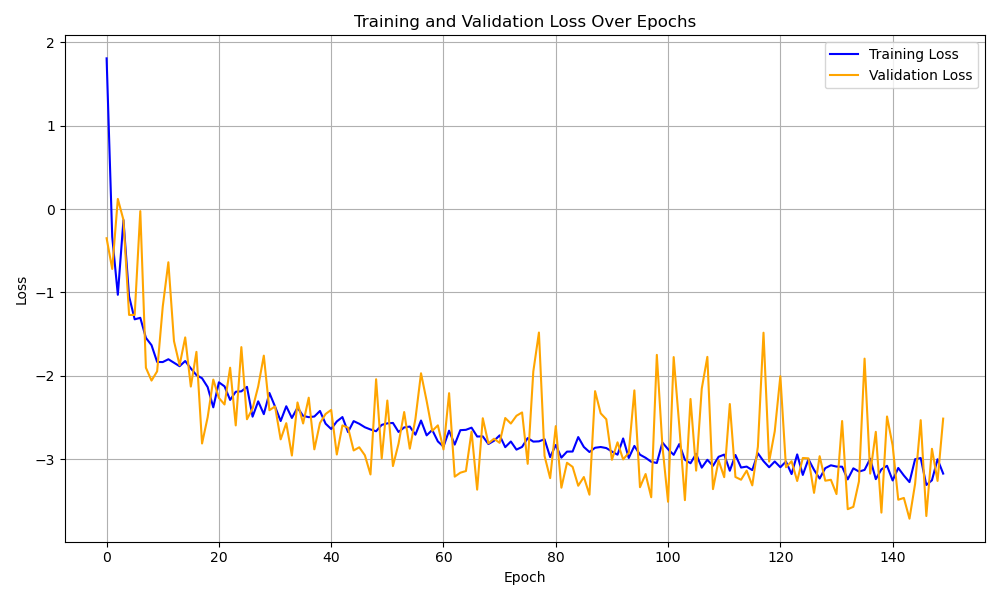 Training and Validation Loss Over Epochs
Training Loss
Validation Loss
2
1
0
−1
−2
−3
Loss
0 20 40 60 80 100 120 140
Epoch